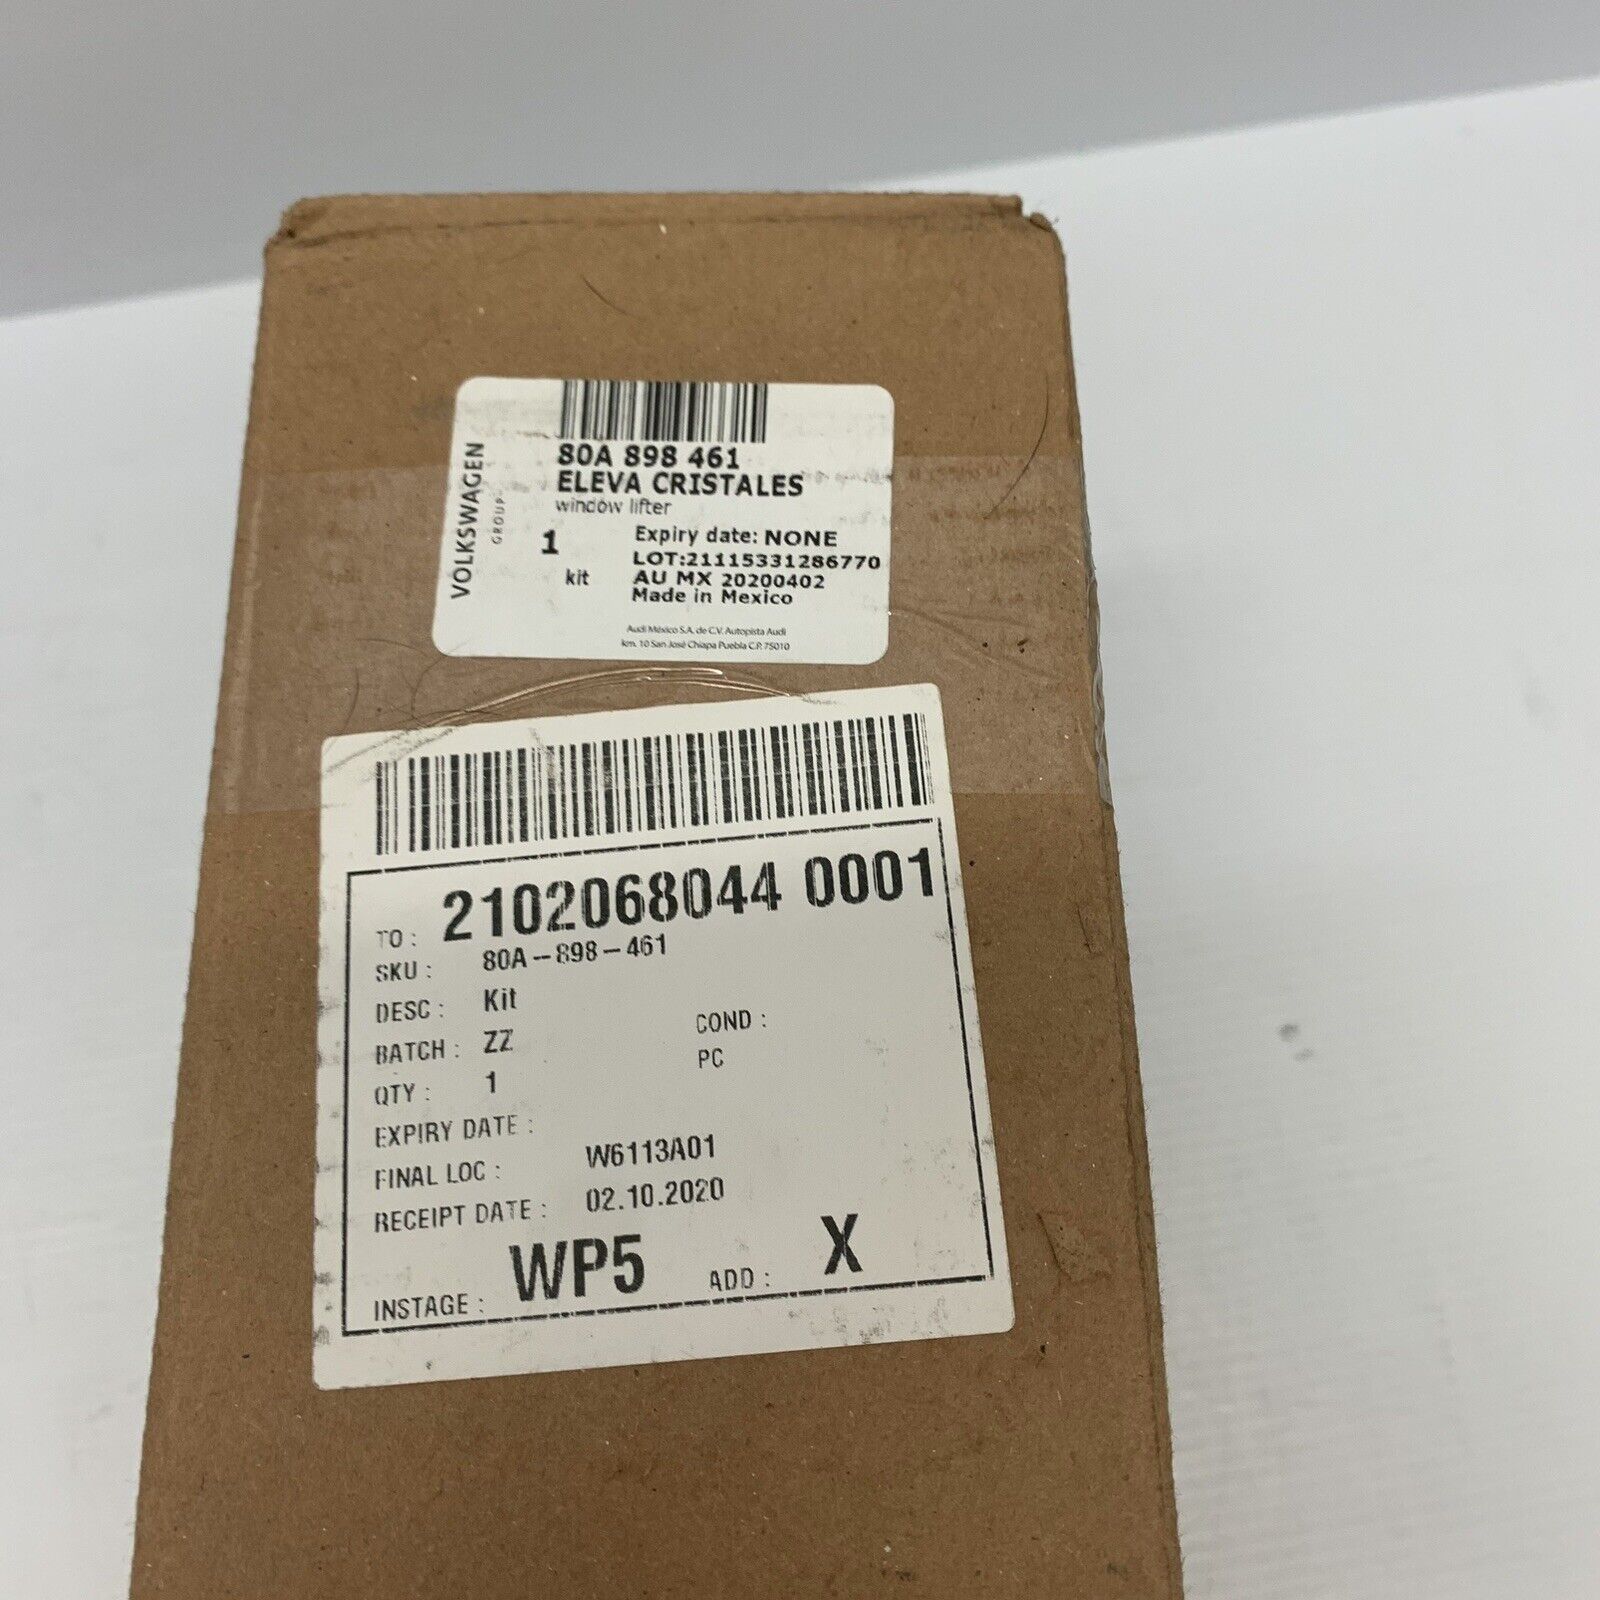 VOLKSWAGEN
GROUP
80A 898 461
ELEVA CRISTALES
window lifter
1
kit
Expiry date: NONE
LOT:21115331286770
AU MX 20200402
Made in Mexico
Audi México S.A. de C.V. Autopista Audi
km. 10 San José Chiapa Puebla C.P. 75010
TO: 2102068044 0001
SKU: 80A-898-461
DESC: Kit
BATCH: ZZ COND:
QTY: 1 PC
EXPIRY DATE:
FINAL LOC: W6113A01
RECEIPT DATE: 02.10.2020
INSTAGE: WP5 ADD: X